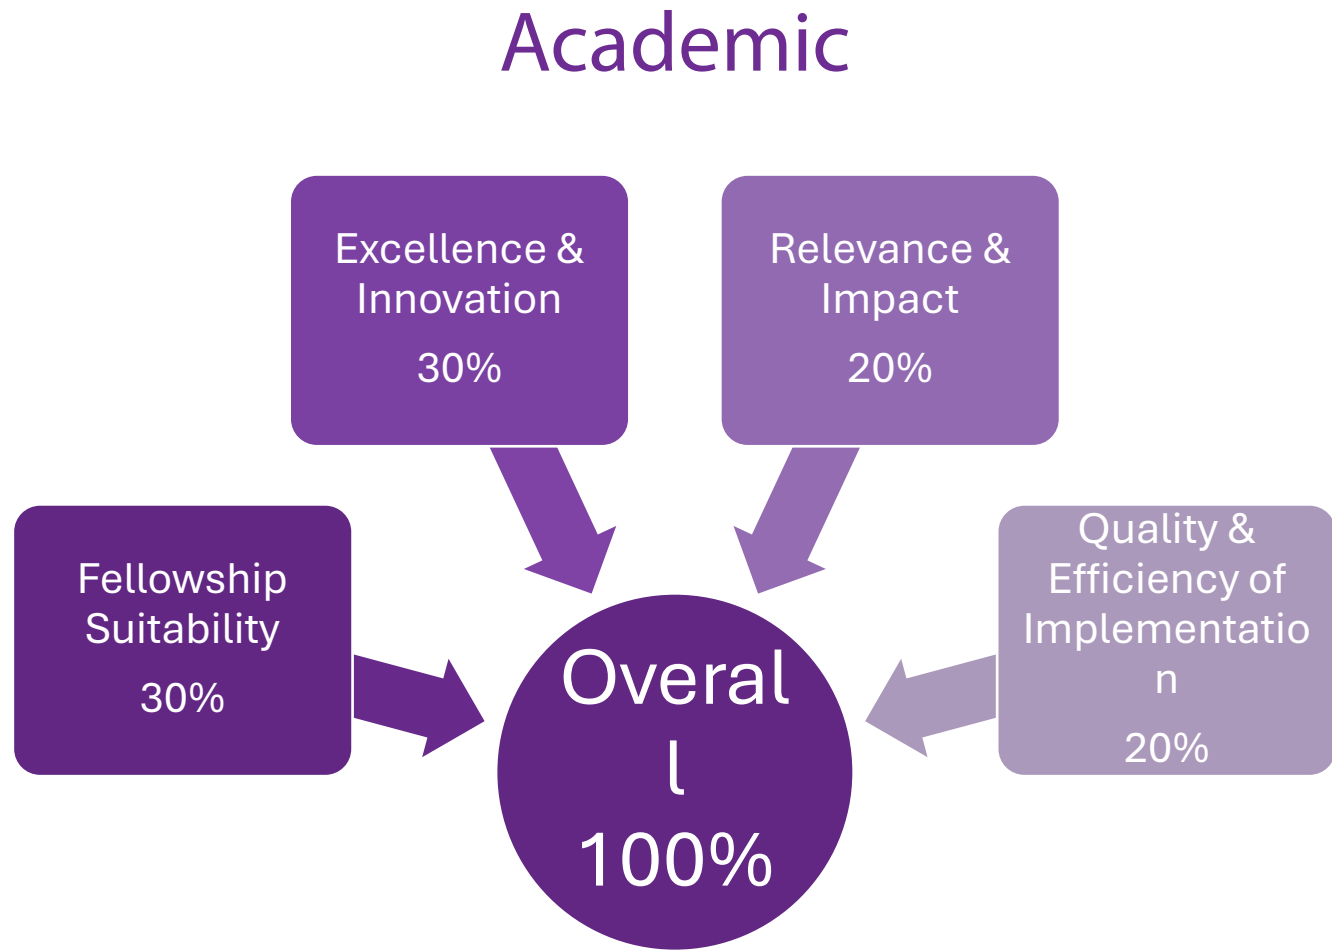 Academic
Excellence &
Innovation
30%
Relevance &
Impact
20%
Fellowship
Suitability
30%
Quality &
Efficiency of
Implementatio
n
20%
Overal
l
100%